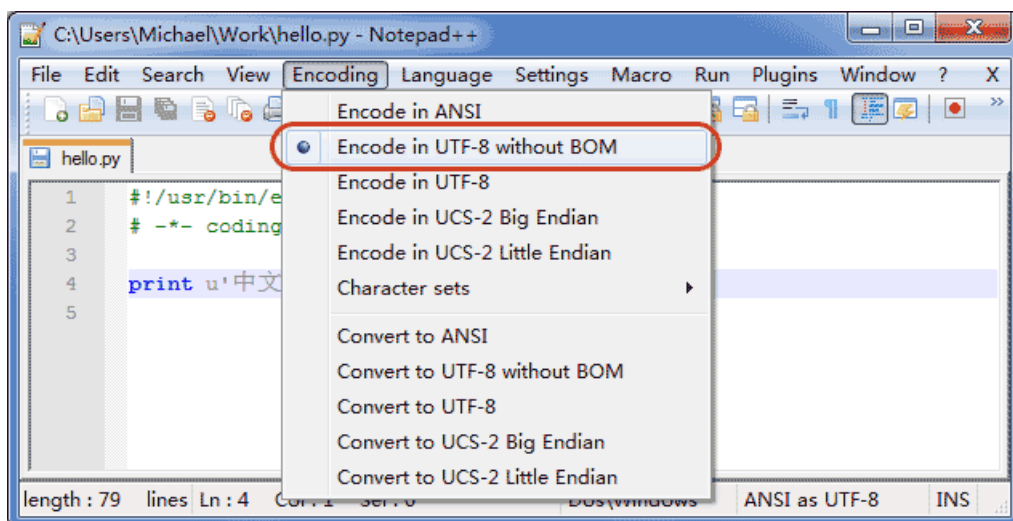 C:\Users\Michael\Work\hello.py - Notepad++
File Edit Search View Encoding Language Settings Macro Run Plugins Window ? X
Encode in ANSI
hello.py
Encode in UTF-8 without BOM
Encode in UTF-8
Encode in UCS-2 Big Endian
Encode in UCS-2 Little Endian
Character sets
Convert to ANSI
Convert to UTF-8 without BOM
Convert to UTF-8
Convert to UCS-2 Big Endian
Convert to UCS-2 Little Endian
1 #!/usr/bin/e
2 # -*- coding
3
4 print u'中文
5
length : 79 lines Ln : 4 ANSI as UTF-8 INS